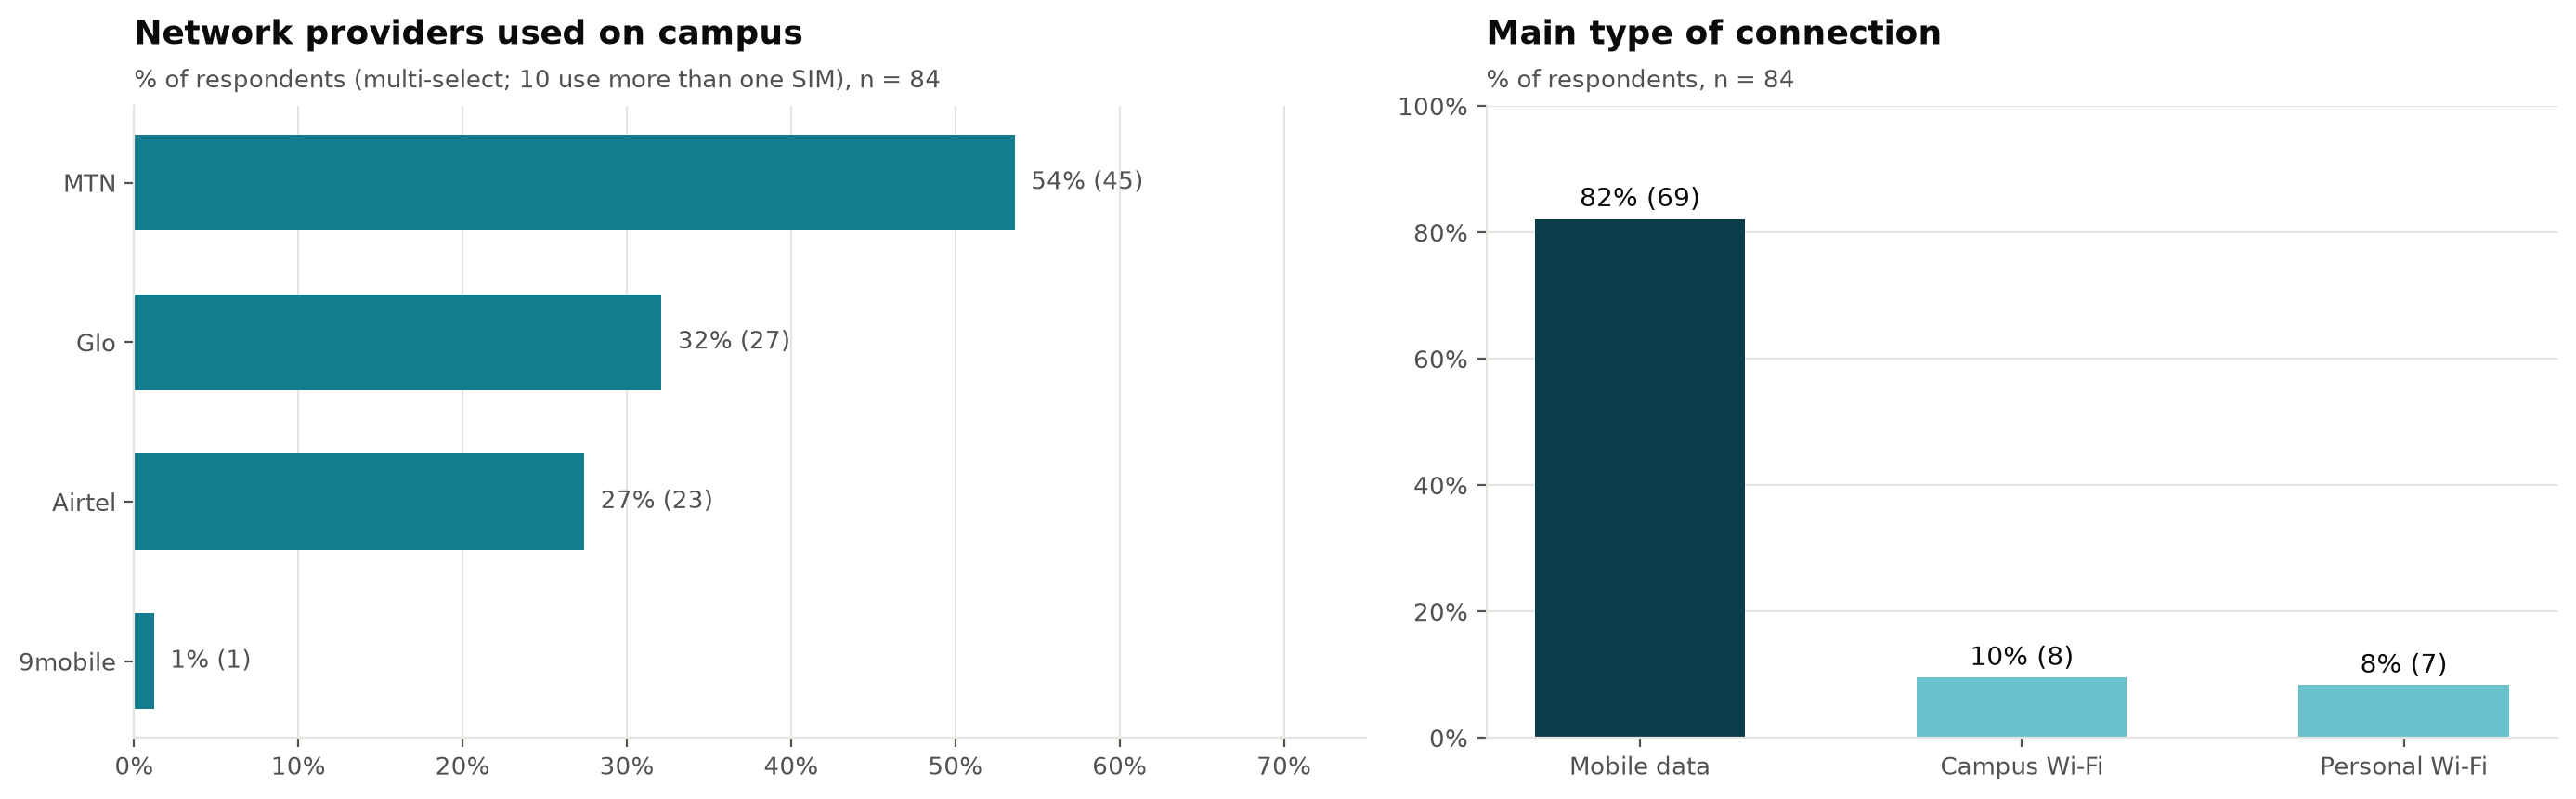 Network providers used on campus
% of respondents (multi-select; 10 use more than one SIM), n = 84
MTN
54% (45)
Glo
32% (27)
Airtel
27% (23)
9mobile
1% (1)
0% 10% 20% 30% 40% 50% 60% 70%
Main type of connection
% of respondents, n = 84
100%
80%
60%
40%
20%
0%
82% (69)
10% (8)
8% (7)
Mobile data Campus Wi-Fi Personal Wi-Fi